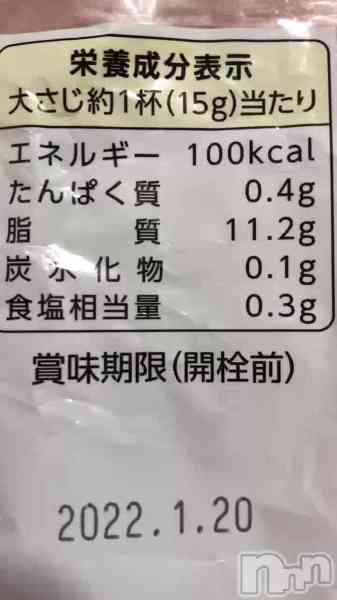 栄養成分表示
大さじ約1杯(15g)当たり
エネルギー 100kcal
たんぱく質 0.4g
脂質 11.2g
炭水化物 0.1g
食塩相当量 0.3g
賞味期限(開栓前)
2022.1.20